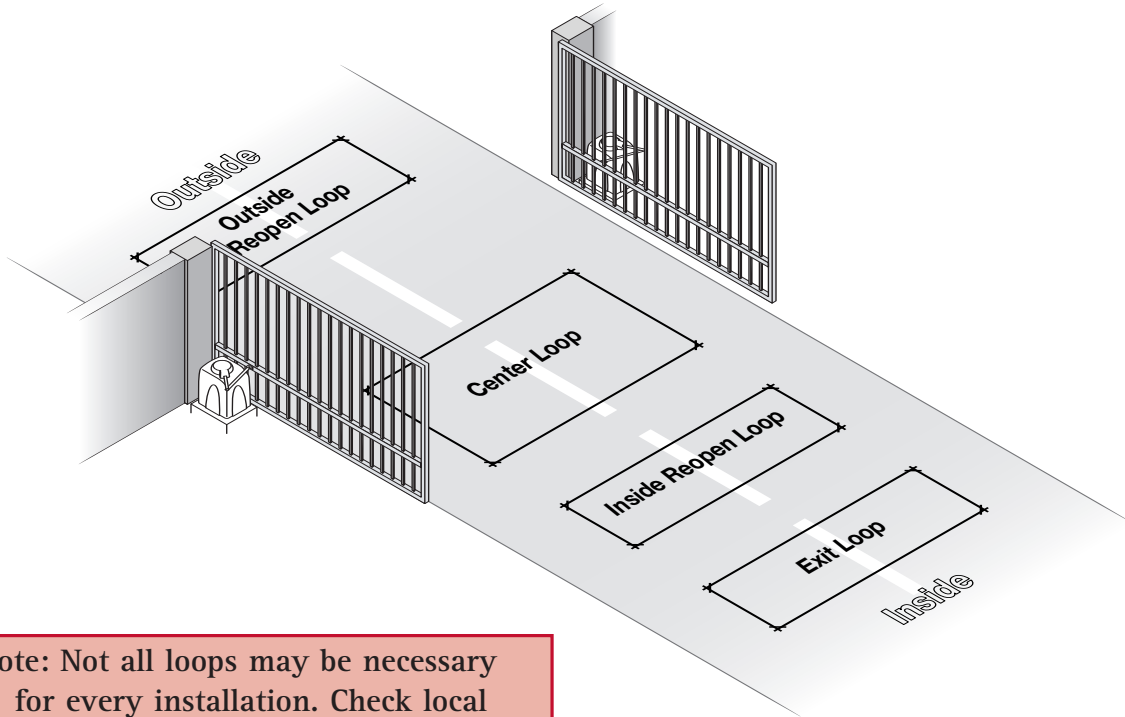 Outside
Outside
Reopen Loop
Center Loop
Inside Reopen Loop
Exit Loop
Inside
ote: Not all loops may be necessary
for every installation. Check local